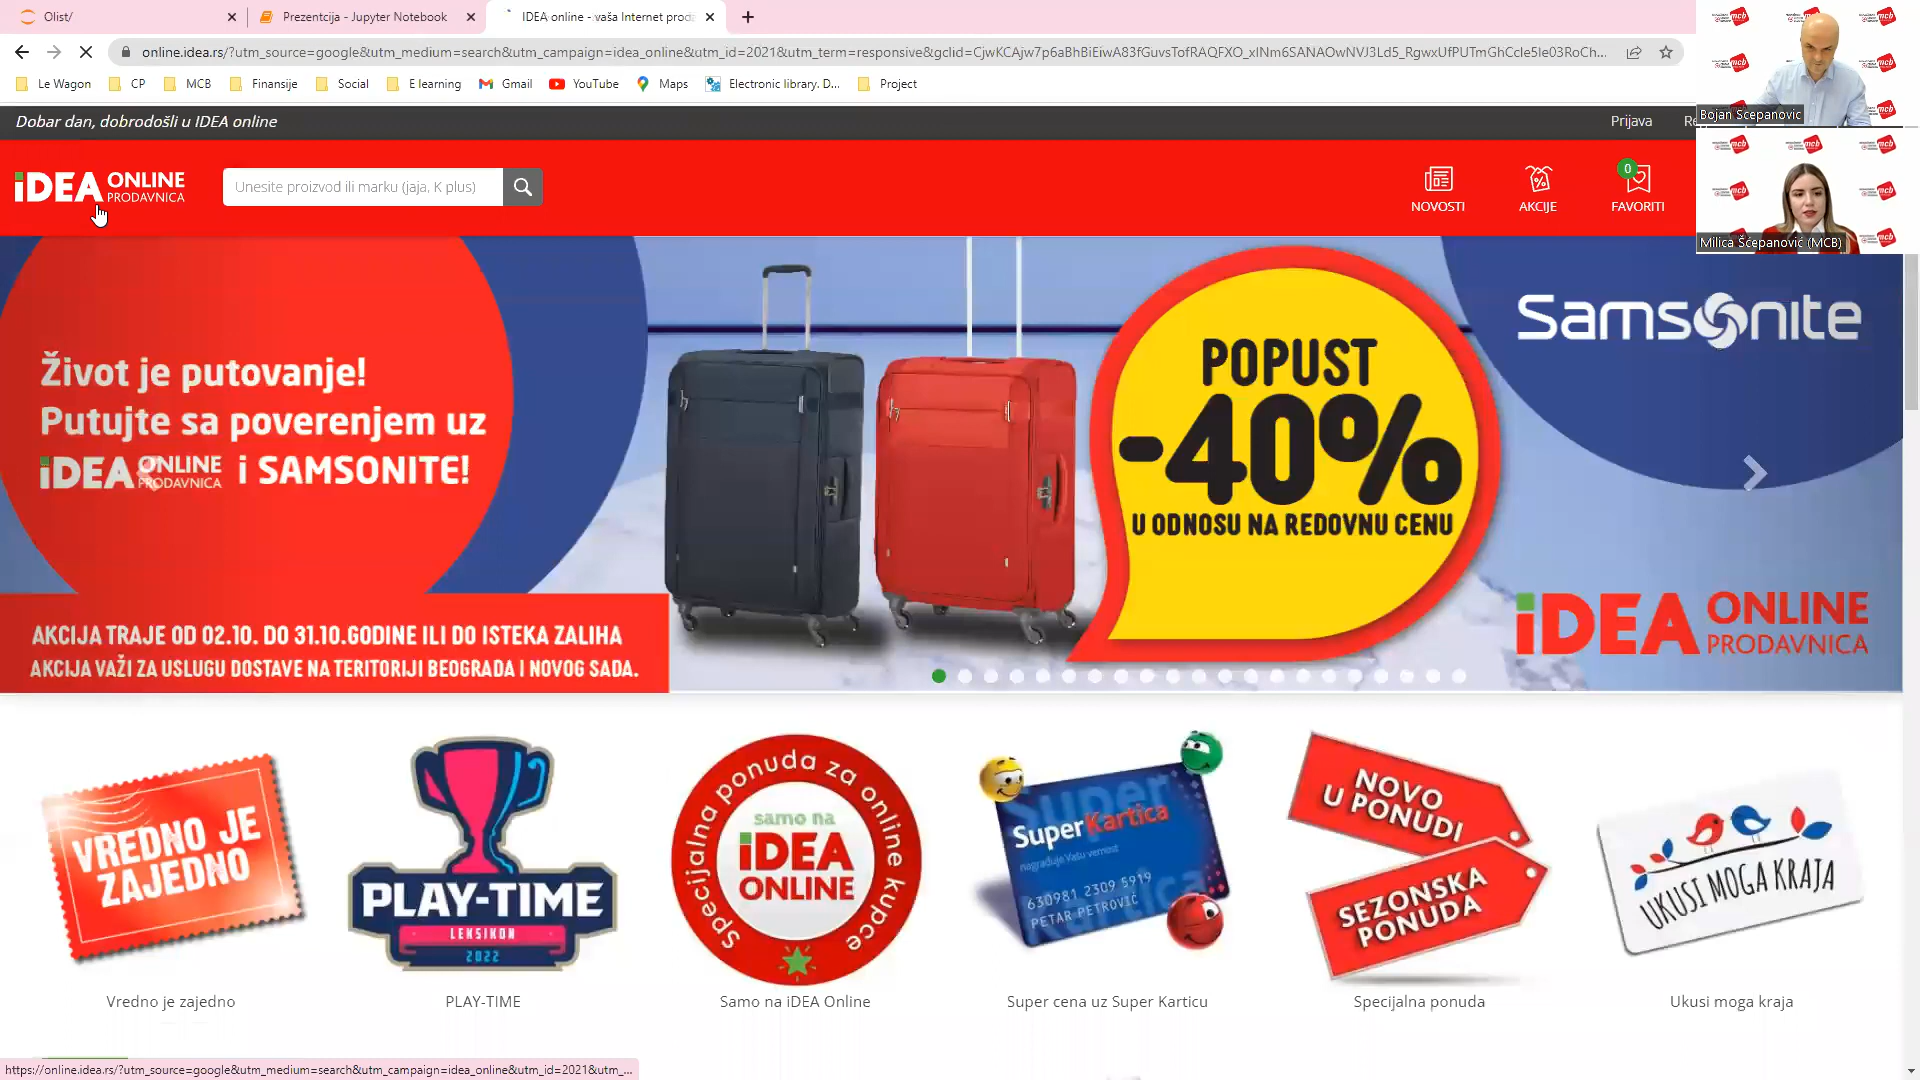 Olist/
Prezentcija - Jupyter Notebook
IDEA online - vaša Internet prod
online.idea.rs/?utm_source=google&utm_medium=search&utm_campaign=idea_online&utm_id=2021&utm_term=responsive&gclid=CjwKCAjw7p6aBhBiEiwA83fGuvsTofRAQFXO_xlNm6SANAOwNVJ3Ld5_RgwxUfPUTmGhCcIe5Ie03RoCh...
Le Wagon
CP
MCB
Finansije
Social
E learning
Gmail
YouTube
Maps
Electronic library. D...
Project
Dobar dan, dobrodošli u IDEA online
Prijava
Re
iDEA ONLINE
PRODAVNICA
Unesite proizvod ili marku (jaja, K plus)
NOVOSTI
AKCIJE
0
FAVORITI
mcb
Bojan Šćepanovic
Milica Šćepanović (MCB)
Život je putovanje!
Putujte sa poverenjem uz
iDEA ONLINE PRODAVNICA i SAMSONITE!
AKCIJA TRAJE OD 02.10. DO 31.10.GODINE ILI DO ISTEKA ZALIHA
AKCIJA VAŽI ZA USLUGU DOSTAVE NA TERITORIJI BEOGRADA I NOVOG SADA.
POPUST
-40%
U ODNOSU NA REDOVNU CENU
Samsonite
iDEA ONLINE
PRODAVNICA
VREDNO JE
ZAJEDNO
PLAY-TIME
LEKSIKON
2022
Specijalna ponuda za online kupce
samo na
iDEA
ONLINE
Super
SuperKartica
nagrađuje Vašu vernost
630981 2309 5919
PETAR PETROVIĆ
NOVO
U PONUDI
SEZONSKA
PONUDA
UKUSI MOGA KRAJA
Vredno je zajedno
PLAY-TIME
Samo na iDEA Online
Super cena uz Super Karticu
Specijalna ponuda
Ukusi moga kraja
https://online.idea.rs/?utm_source=google&utm_medium=search&utm_campaign=idea_online&utm_id=2021&utm_...